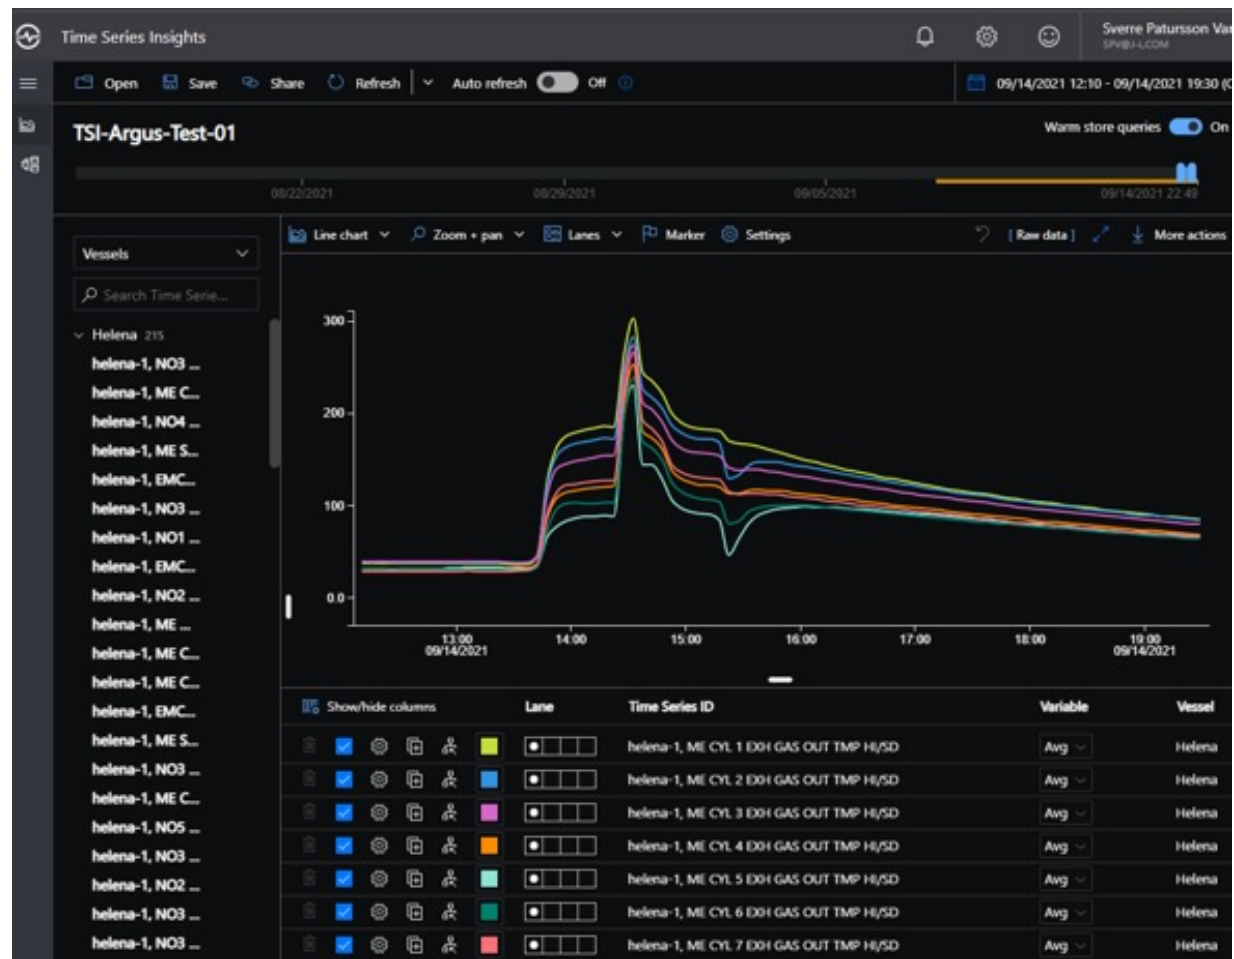 Time Series Insights
Sverre Patursson Var
SPV@J-L.COM
Open Save Share Refresh Auto refresh Off
09/14/2021 12:10 - 09/14/2021 19:30 (C
TSI-Argus-Test-01
Warm store queries On
08/22/2021 08/29/2021 09/05/2021 09/14/2021 22:49
Line chart Zoom + pan Lanes Marker Settings [ Raw data ] More actions
Vessels
Search Time Serie...
Helena 215
helena-1, NO3 ...
helena-1, ME C...
helena-1, NO4 ...
helena-1, ME S...
helena-1, EMC...
helena-1, NO3 ...
helena-1, NO1 ...
helena-1, EMC...
helena-1, NO2 ...
helena-1, ME ...
helena-1, ME C...
helena-1, ME C...
helena-1, EMC...
helena-1, ME S...
helena-1, NO3 ...
helena-1, ME C...
helena-1, NO5 ...
helena-1, NO3 ...
helena-1, NO2 ...
helena-1, NO3 ...
helena-1, NO3 ...
300
200
100
0.0
13:00 14:00 15:00 16:00 17:00 18:00 19:00
09/14/2021 09/14/2021
Show/hide columns Lane Time Series ID Variable Vessel
helena-1, ME CYL 1 EXH GAS OUT TMP HI/SD Avg Helena
helena-1, ME CYL 2 EXH GAS OUT TMP HI/SD Avg Helena
helena-1, ME CYL 3 EXH GAS OUT TMP HI/SD Avg Helena
helena-1, ME CYL 4 EXH GAS OUT TMP HI/SD Avg Helena
helena-1, ME CYL 5 EXH GAS OUT TMP HI/SD Avg Helena
helena-1, ME CYL 6 EXH GAS OUT TMP HI/SD Avg Helena
helena-1, ME CYL 7 EXH GAS OUT TMP HI/SD Avg Helena